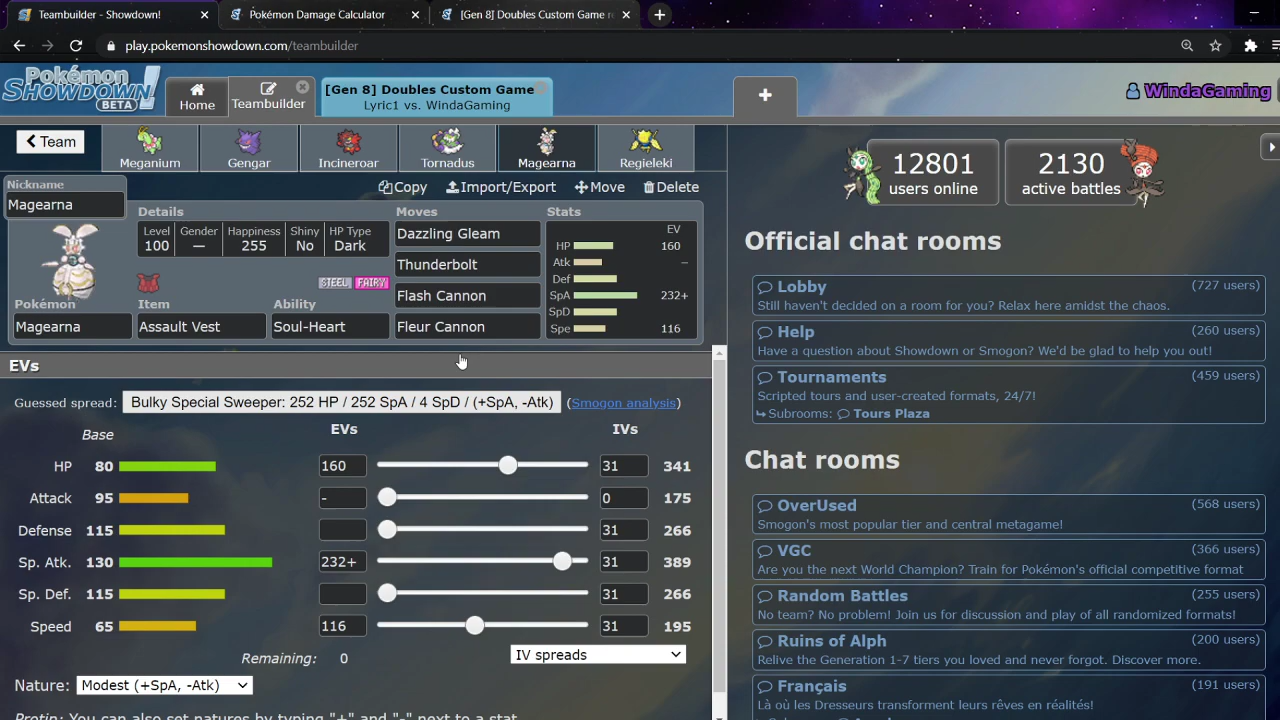 Teambuilder - Showdown!
Pokémon Damage Calculator
[Gen 8] Doubles Custom Game re
play.pokemonshowdown.com/teambuilder
Pokémon
SHOWDOWN!
BETA
Home
Teambuilder
[Gen 8] Doubles Custom Game
Lyric1 vs. WindaGaming
WindaGaming
Team
Meganium
Gengar
Incineroar
Tornadus
Magearna
Regieleki
Copy
Import/Export
Move
Delete
Nickname
Magearna
Details
Level
100
Gender
—
Happiness
255
Shiny
No
HP Type
Dark
STEEL FAIRY
Pokémon
Magearna
Item
Assault Vest
Ability
Soul-Heart
Moves
Dazzling Gleam
Thunderbolt
Flash Cannon
Fleur Cannon
Stats
EV
HP 160
Atk –
Def
SpA 232+
SpD
Spe 116
EVs
Guessed spread: Bulky Special Sweeper: 252 HP / 252 SpA / 4 SpD / (+SpA, -Atk) (Smogon analysis)
Base EVs IVs
HP 80 160 31 341
Attack 95 - 0 175
Defense 115 31 266
Sp. Atk. 130 232+ 31 389
Sp. Def. 115 31 266
Speed 65 116 31 195
Remaining: 0
IV spreads
Nature: Modest (+SpA, -Atk)
Protip: You can also set natures by typing "+" and "-" next to a stat.
12801
users online
2130
active battles
Official chat rooms
Lobby (727 users)
Still haven't decided on a room for you? Relax here amidst the chaos.
Help (260 users)
Have a question about Showdown or Smogon? We'd be glad to help you out!
Tournaments (459 users)
Scripted tours and user-created formats, 24/7!
Subrooms: Tours Plaza
Chat rooms
OverUsed (568 users)
Smogon's most popular tier and central metagame!
VGC (366 users)
Are you the next World Champion? Train for Pokémon's official competitive format
Random Battles (255 users)
No team? No problem! Join us for discussion and play of all randomized formats!
Ruins of Alph (200 users)
Relive the Generation 1-7 tiers you loved and never forgot. Discover more.
Français (191 users)
Là où les Dresseurs transforment leurs rêves en réalités!